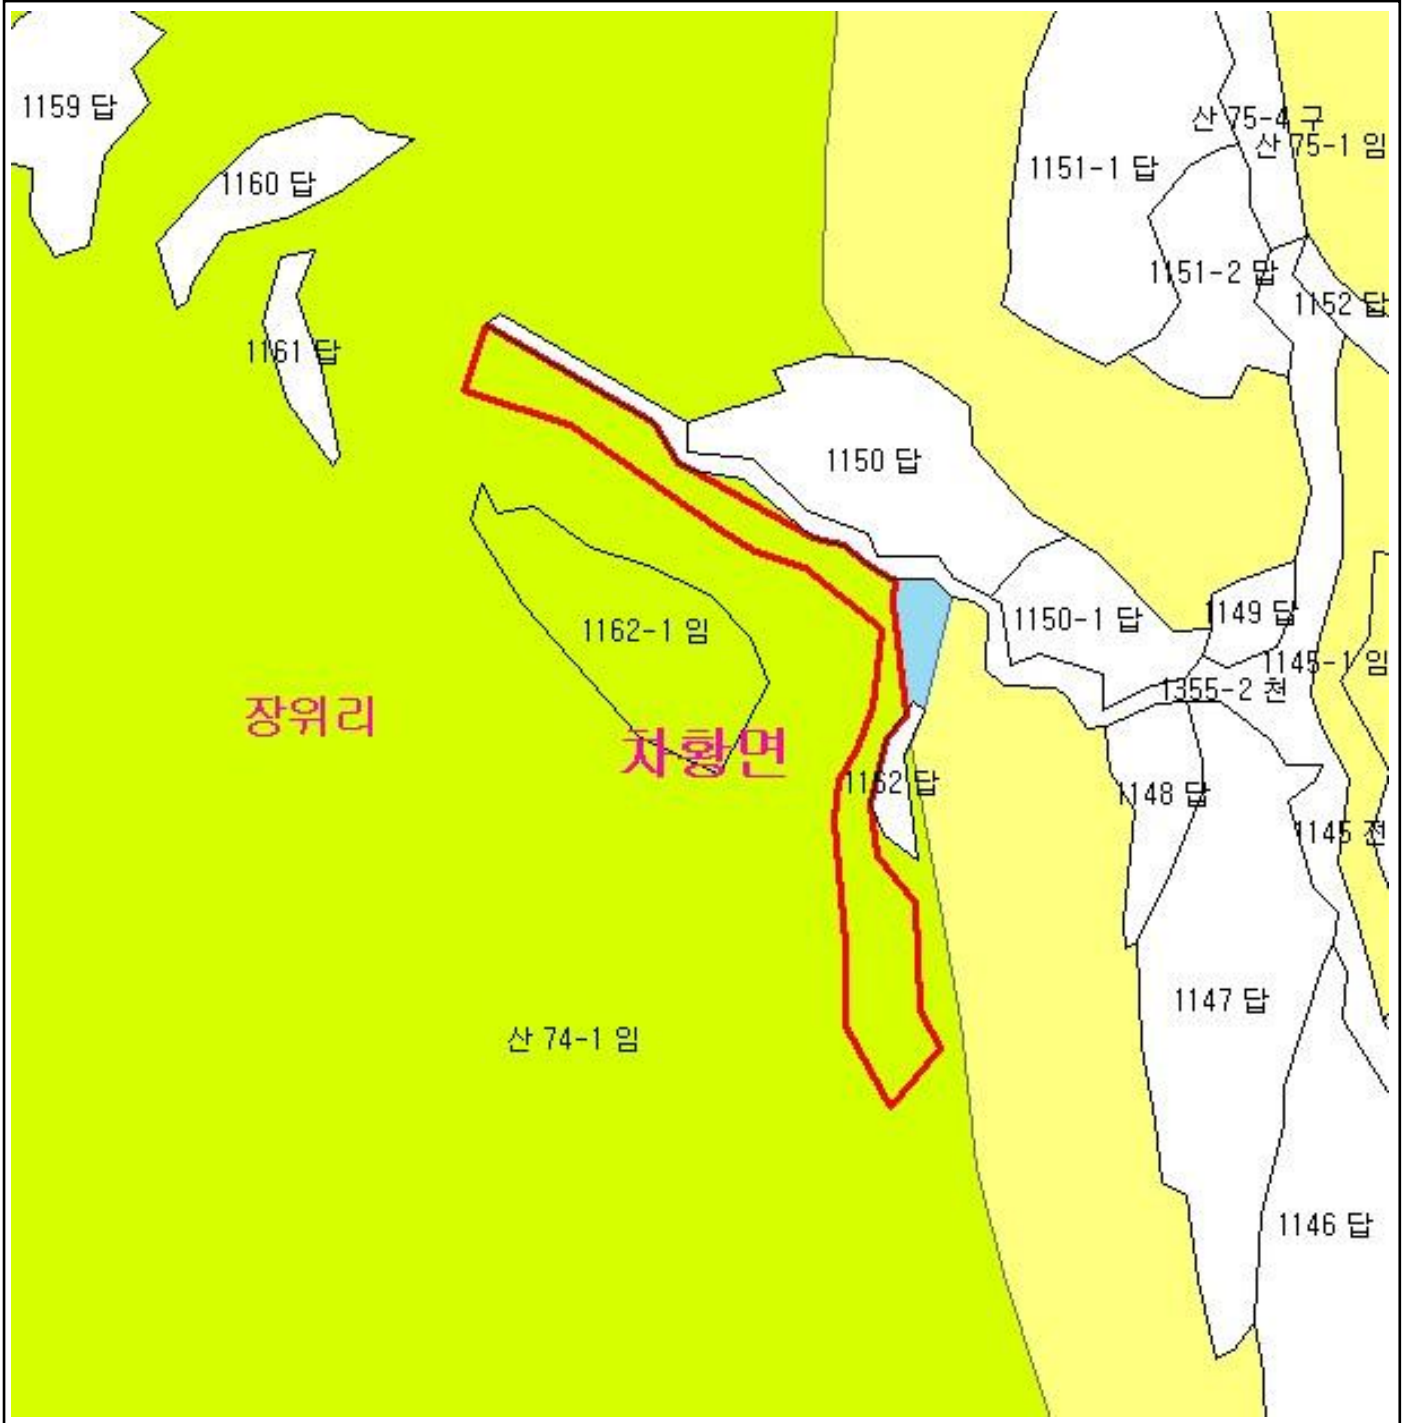 1159 답
산 75-4 구
산 75-1 임
1151-1 답
1160 답
1151-2 답
1152 답
1161 답
1150 답
1162-1 임
1150-1 답
1149 답
1145-1 임
1355-2 천
장위리
차황면
1162 답
1148 답
1145 전
1147 답
산 74-1 임
1146 답